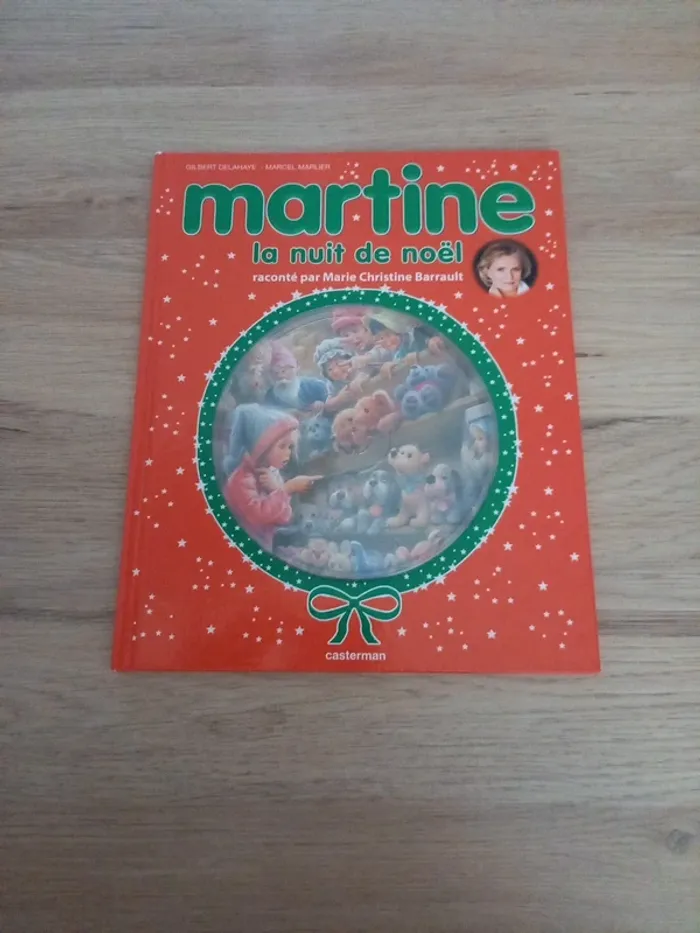 GILBERT DELAHAYE - MARCEL MARLIER
martine
la nuit de noël
raconté par Marie Christine Barrault
casterman